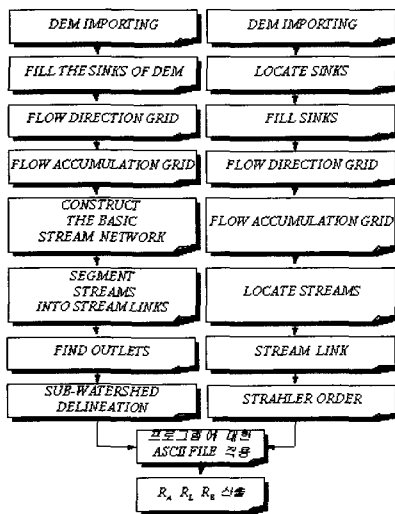 DEM IMPORTING
FILL THE SINKS OF DEM
FLOW DIRECTION GRID
FLOW ACCUMULATION GRID
CONSTRUCT
THE BASIC
STREAM NETWORK
SEGMENT
STREAMS
INTO STREAM LINKS
FIND OUTLETS
SUB-WATERSHED
DELINEATION
DEM IMPORTING
LOCATE SINKS
FILL SINKS
FLOW DIRECTION GRID
FLOW ACCUMULATION GRID
LOCATE STREAMS
STREAM LINK
STRAHLER ORDER
프로그램에 대한
ASCII FILE 적용
R_A R_L R_B 산출